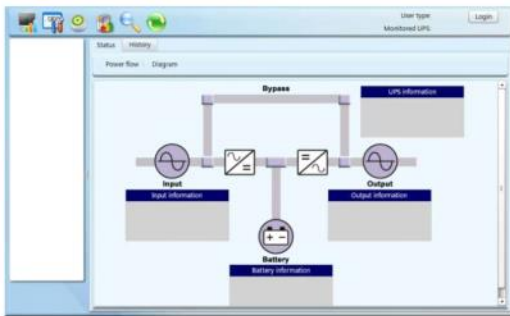 User type:
Login
Monitored UPS:
Status
History
Power flow
Diagram
Bypass
UPS information
Input
Output
Input information
Output information
Battery
Battery information